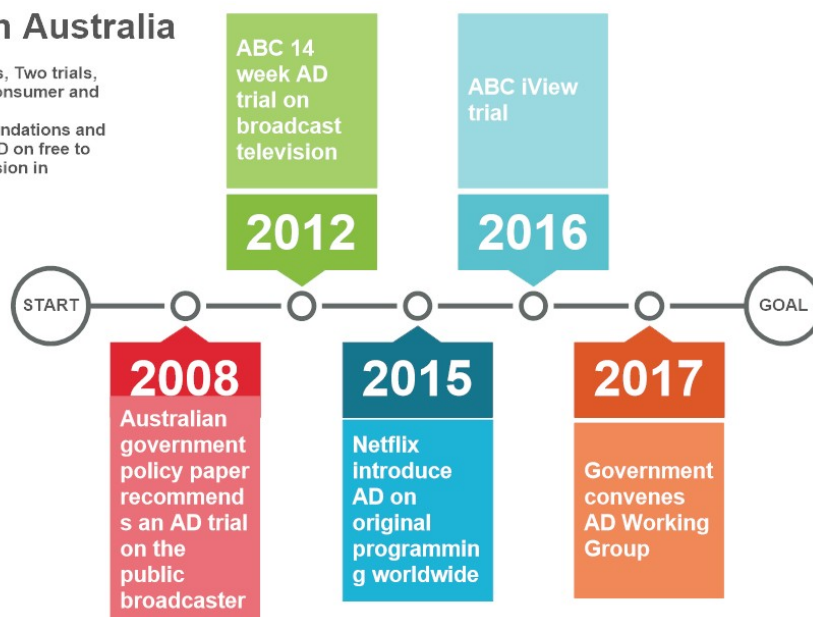 n Australia
s, Two trials,
onsumer and
ndations and
D on free to
sion in
ABC 14
week AD
trial on
broadcast
television
2012
ABC iView
trial
2016
START
GOAL
2008
Australian
government
policy paper
recommend
s an AD trial
on the
public
broadcaster
2015
Netflix
introduce
AD on
original
programmin
g worldwide
2017
Government
convenes
AD Working
Group